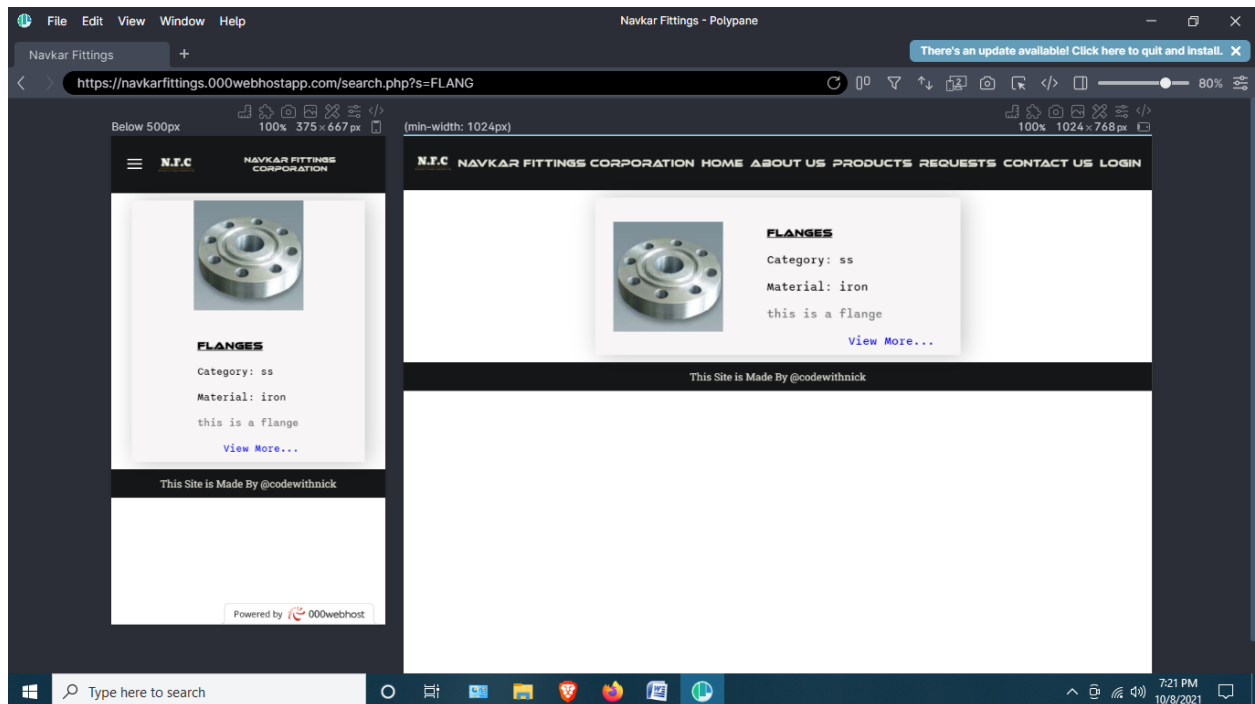 File Edit View Window Help
Navkar Fittings - Polypane
Navkar Fittings
There's an update available! Click here to quit and install. X
https://navkarfittings.000webhostapp.com/search.php?s=FLANG
80%
Below 500px
100% 375×667 px
N.F.C
NAVKAR FITTINGS
CORPORATION
FLANGES
Category: ss
Material: iron
this is a flange
View More...
This Site is Made By @codewithnick
Powered by 000webhost
(min-width: 1024px)
100% 1024×768 px
N.F.C NAVKAR FITTINGS CORPORATION HOME ABOUT US PRODUCTS REQUESTS CONTACT US LOGIN
FLANGES
Category: ss
Material: iron
this is a flange
View More...
This Site is Made By @codewithnick
Type here to search
7:21 PM
10/8/2021